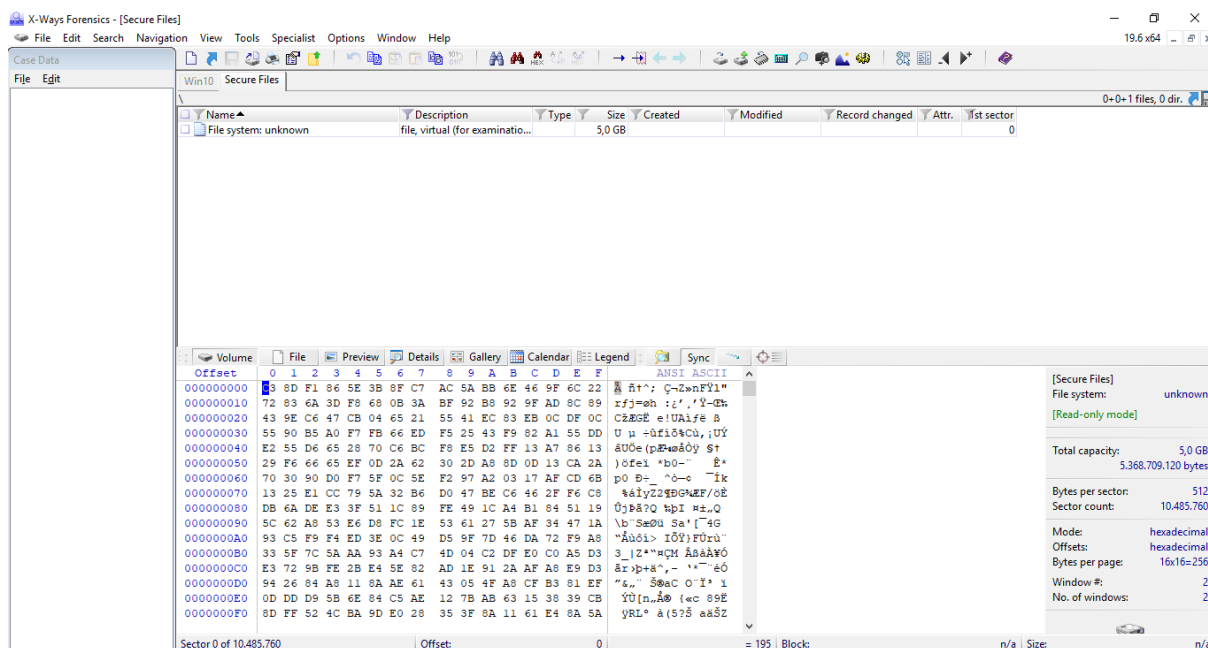 X-Ways Forensics - [Secure Files]
File Edit Search Navigation View Tools Specialist Options Window Help 19.6 x64
Case Data
File Edit
Win10 Secure Files
\
0+0+1 files, 0 dir.
Name Description Type Size Created Modified Record changed Attr. 1st sector
File system: unknown file, virtual (for examinatio... 5,0 GB 0
Volume File Preview Details Gallery Calendar Legend Sync
Offset 0 1 2 3 4 5 6 7 8 9 A B C D E F ANSI ASCII
000000000 C3 8D F1 86 5E 3B 8F C7 AC 5A BB 6E 46 9F 6C 22
000000010 72 83 6A 3D F8 68 0B 3A BF 92 B8 92 9F AD 8C 89
000000020 43 9E C6 47 CB 04 65 21 55 41 EC 83 EB 0C DF 0C
000000030 55 90 B5 A0 F7 FB 66 ED F5 25 43 F9 82 A1 55 DD
000000040 E2 55 D6 65 28 70 C6 BC F8 E5 D2 FF 13 A7 86 13
000000050 29 F6 66 65 EF 0D 2A 62 30 2D A8 8D 0D 13 CA 2A
000000060 70 30 90 D0 F7 5F 0C 5E F2 97 A2 03 17 AF CD 6B
000000070 13 25 E1 CC 79 5A 32 B6 D0 47 BE C6 46 2F F6 C8
000000080 DB 6A DE E3 3F 51 1C 89 FE 49 1C A4 B1 84 51 19
000000090 5C 62 A8 53 E6 D8 FC 1E 53 61 27 5B AF 34 47 1A
0000000A0 93 C5 F9 F4 ED 3E 0C 49 D5 9F 7D 46 DA 72 F9 A8
0000000B0 33 5F 7C 5A AA 93 A4 C7 4D 04 C2 DF E0 C0 A5 D3
0000000C0 E3 72 9B FE 2B E4 5E 82 AD 1E 91 2A AF A8 E9 D3
0000000D0 94 26 84 A8 11 8A AE 61 43 05 4F A8 CF B3 81 EF
0000000E0 0D DD D9 5B 6E 84 C5 AE 12 7B AB 63 15 38 39 CB
0000000F0 8D FF 52 4C BA 9D E0 28 35 3F 8A 11 61 E4 8A 5A
[Secure Files]
File system: unknown
[Read-only mode]
Total capacity: 5,0 GB
5.368.709.120 bytes
Bytes per sector: 512
Sector count: 10.485.760
Mode: hexadecimal
Offsets: hexadecimal
Bytes per page: 16x16=256
Window #: 2
No. of windows: 2
Sector 0 of 10.485.760 Offset: 0 = 195 Block: n/a Size: n/a